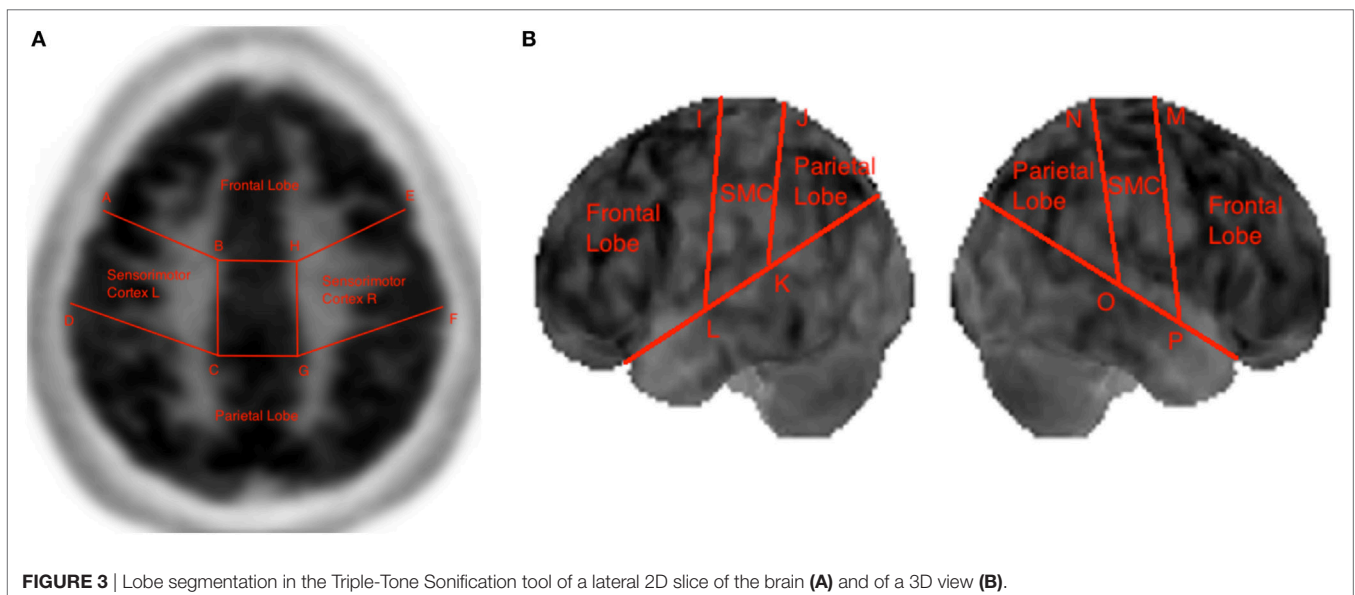 A
B
Frontal Lobe
A
E
B
H
Sensorimotor
Cortex L
Sensorimotor
Cortex R
D
F
C
G
Parietal Lobe
I
J
Parietal
Lobe
SMC
Frontal
Lobe
K
L
N
M
Parietal
Lobe
SMC
Frontal
Lobe
O
P
FIGURE 3 | Lobe segmentation in the Triple-Tone Sonification tool of a lateral 2D slice of the brain (A) and of a 3D view (B).